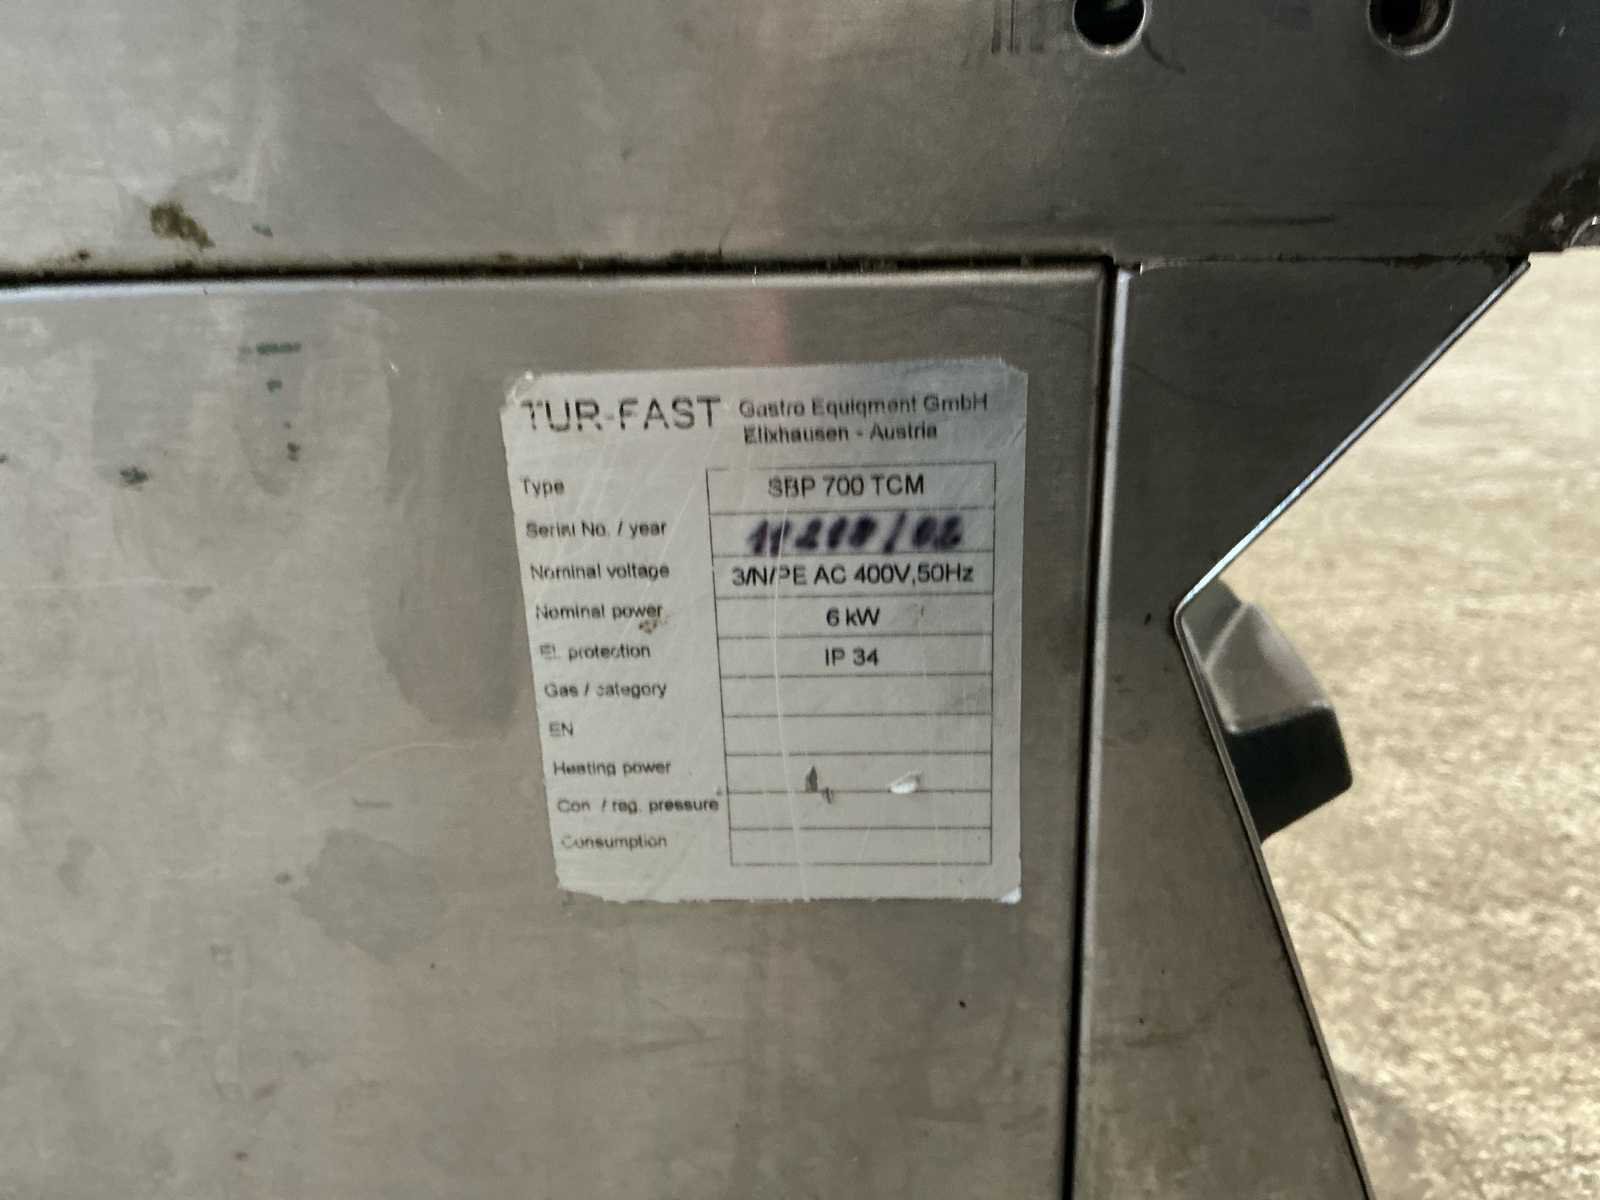 TUR-FAST Gastro Equiqment GmbH
Elixhausen - Austria
Type SBP 700 TCM
Serial No. / year
Nominal voltage 3/N/PE AC 400V,50Hz
Nominal power 6 kW
El. protection IP 34
Gas / category
EN
Heating power
Con. / reg. pressure
Consumption